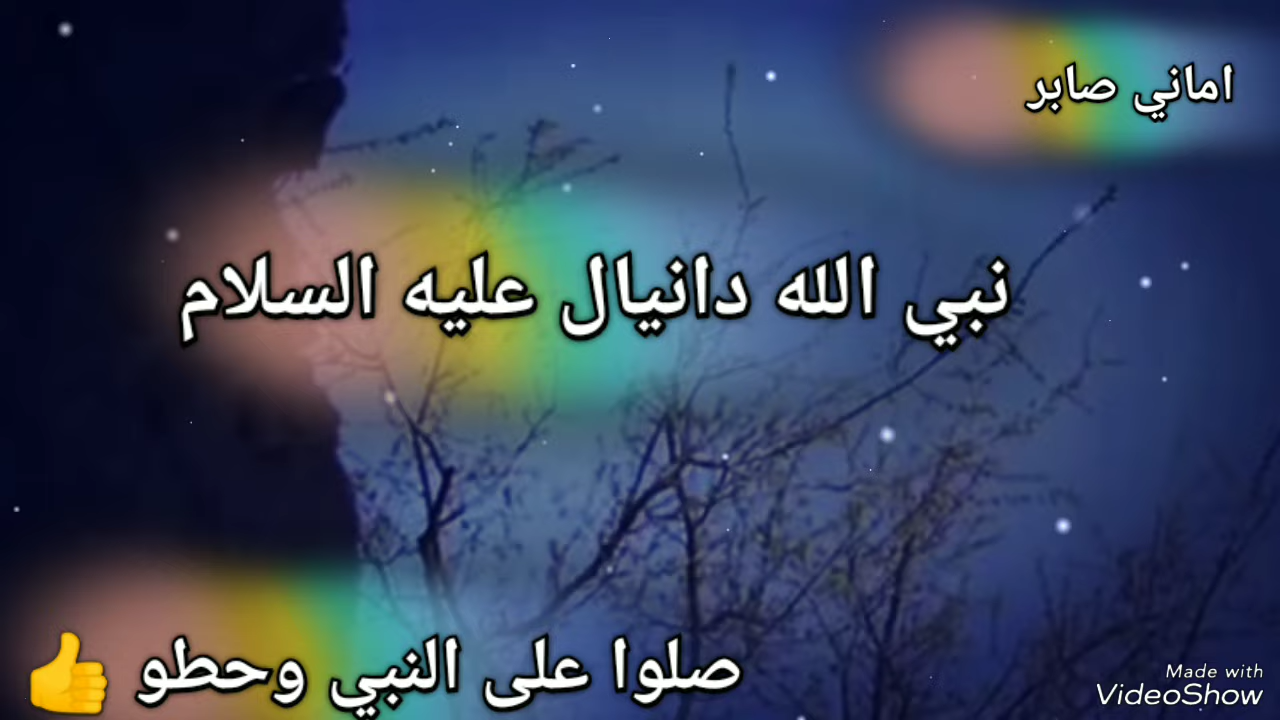 اماني صابر
نبي الله دانيال عليه السلام
صلوا على النبي وحطو 👍
Made with
VideoShow